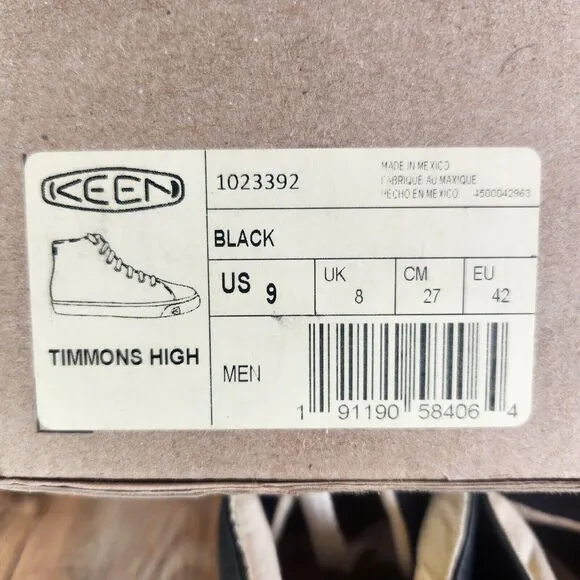 KEEN
TIMMONS HIGH
1023392
MADE IN MEXICO
FABRIQUE AU MAXIQUE
HECHO EN MEXICO 4500042963
BLACK
US 9
UK 8
CM 27
EU 42
MEN
1 91190 58406 4